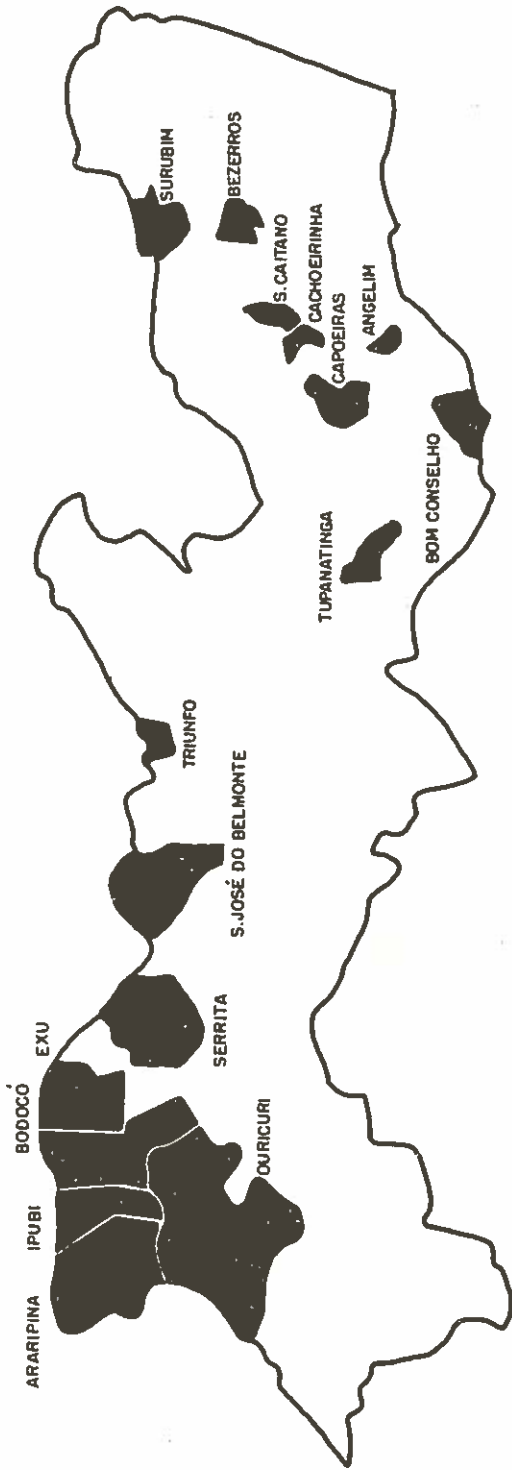 ARARIPINA
IPUBI
BODOCÓ
EXU
OURICURI
SERRITA
S.JOSÉ DO BELMONTE
TRIUNFO
TUPANATINGA
BOM CONSELHO
CAPOEIRAS
ANGELIM
CACHOEIRINHA
S.CAITANO
BEZERROS
SURUBIM